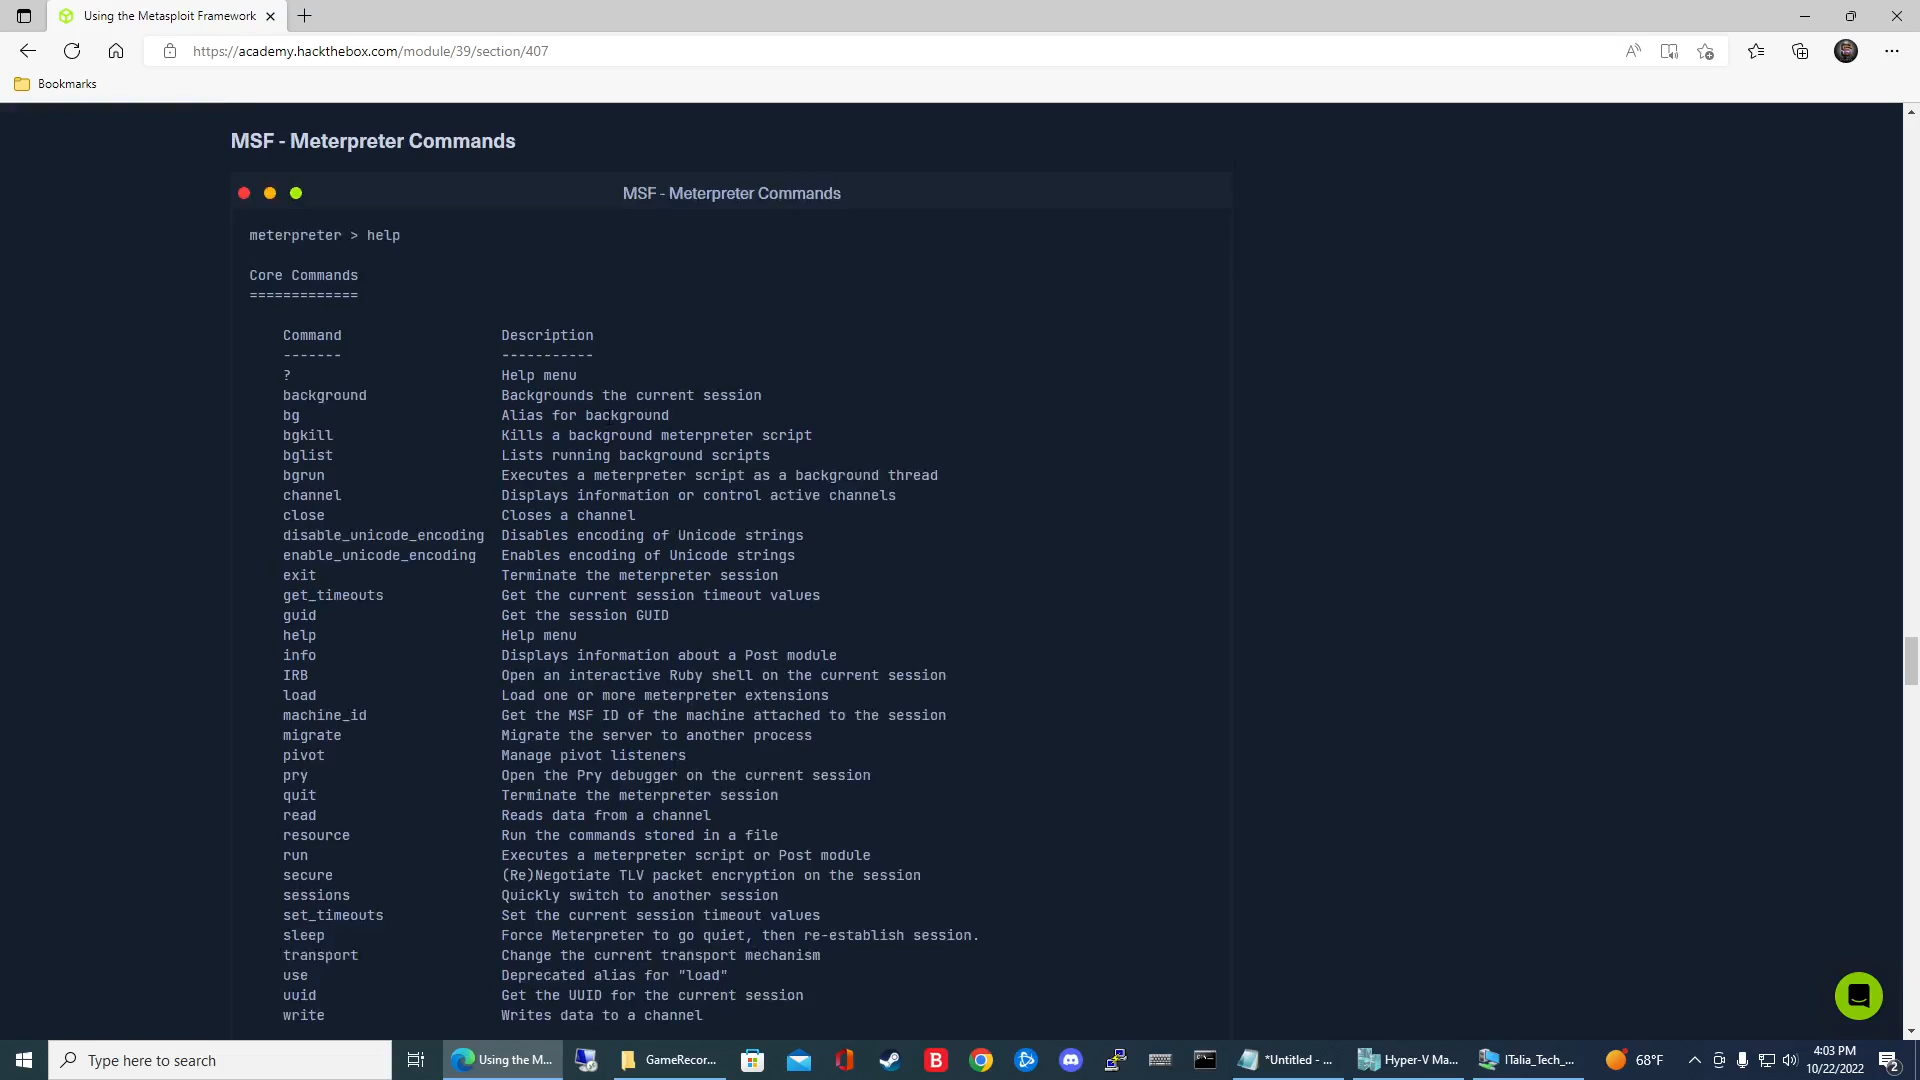 Using the Metasploit Framework
https://academy.hackthebox.com/module/39/section/407
Bookmarks
MSF - Meterpreter Commands
MSF - Meterpreter Commands
meterpreter > help
Core Commands
=============
Command Description
------- -----------
? Help menu
background Backgrounds the current session
bg Alias for background
bgkill Kills a background meterpreter script
bglist Lists running background scripts
bgrun Executes a meterpreter script as a background thread
channel Displays information or control active channels
close Closes a channel
disable_unicode_encoding Disables encoding of Unicode strings
enable_unicode_encoding Enables encoding of Unicode strings
exit Terminate the meterpreter session
get_timeouts Get the current session timeout values
guid Get the session GUID
help Help menu
info Displays information about a Post module
IRB Open an interactive Ruby shell on the current session
load Load one or more meterpreter extensions
machine_id Get the MSF ID of the machine attached to the session
migrate Migrate the server to another process
pivot Manage pivot listeners
pry Open the Pry debugger on the current session
quit Terminate the meterpreter session
read Reads data from a channel
resource Run the commands stored in a file
run Executes a meterpreter script or Post module
secure (Re)Negotiate TLV packet encryption on the session
sessions Quickly switch to another session
set_timeouts Set the current session timeout values
sleep Force Meterpreter to go quiet, then re-establish session.
transport Change the current transport mechanism
use Deprecated alias for "load"
uuid Get the UUID for the current session
write Writes data to a channel
Type here to search
Using the M...
GameRecor...
*Untitled - ...
Hyper-V Ma...
ITalia_Tech_...
68°F
4:03 PM
10/22/2022
2